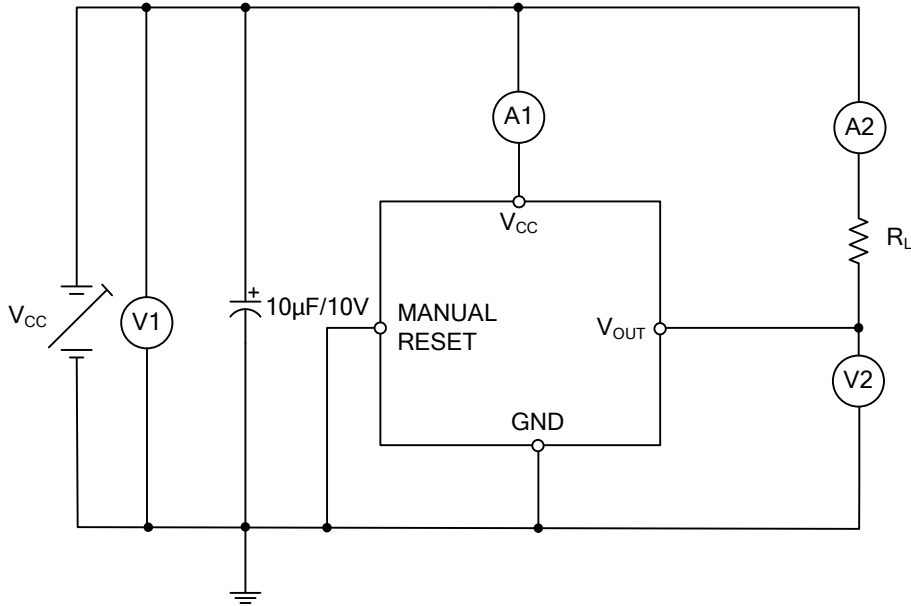 A1
A2
V_CC
R_L
V_CC
V1
+
10µF/10V
MANUAL
RESET
V_OUT
V2
GND